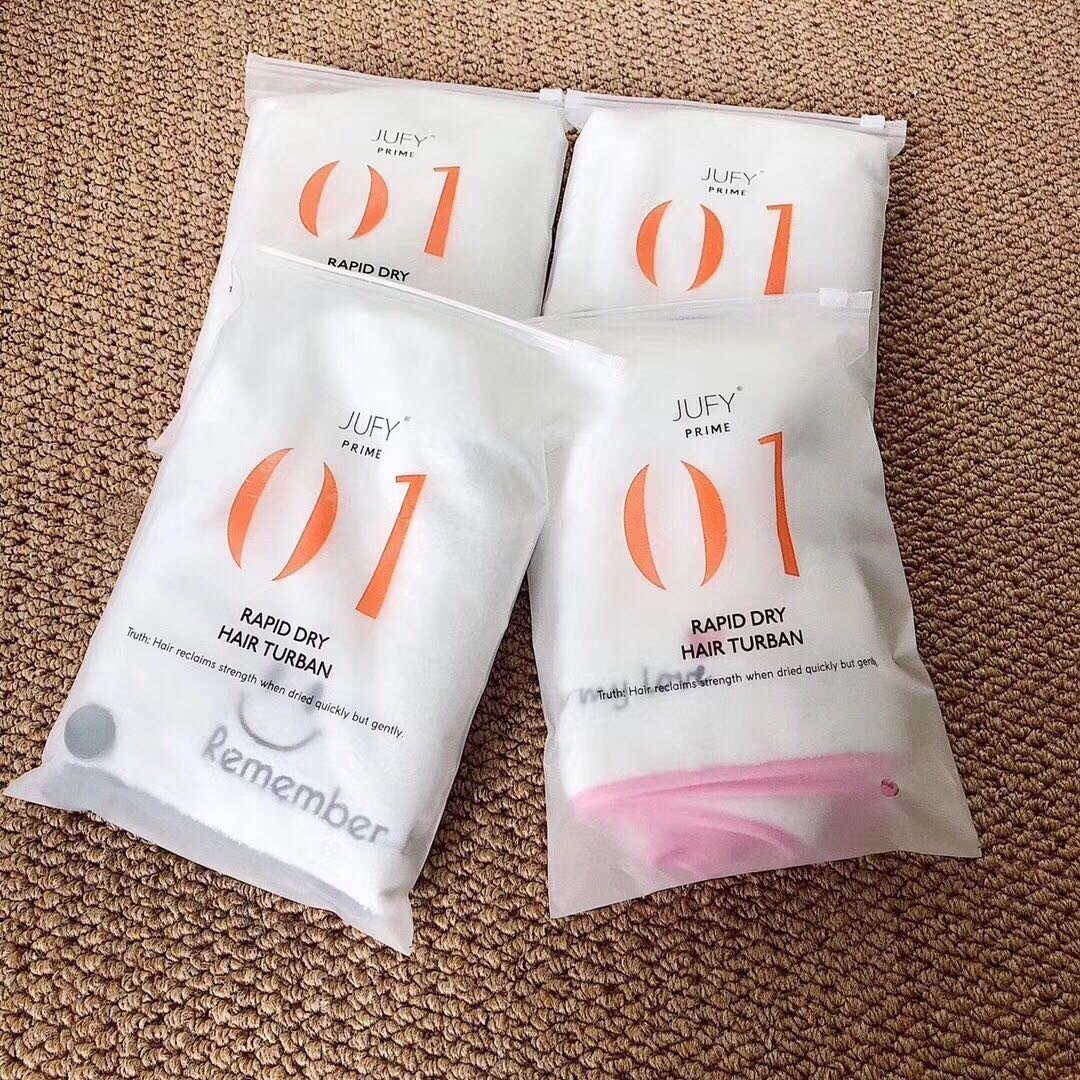 JUFY®
PRIME
01
RAPID DRY
JUFY
PRIME
01
JUFY®
PRIME
01
RAPID DRY
HAIR TURBAN
Truth: Hair reclaims strength when dried quickly but gently.
Remember
JUFY®
PRIME
01
RAPID DRY
HAIR TURBAN
Truth: Hair reclaims strength when dried quickly but gently,
my love